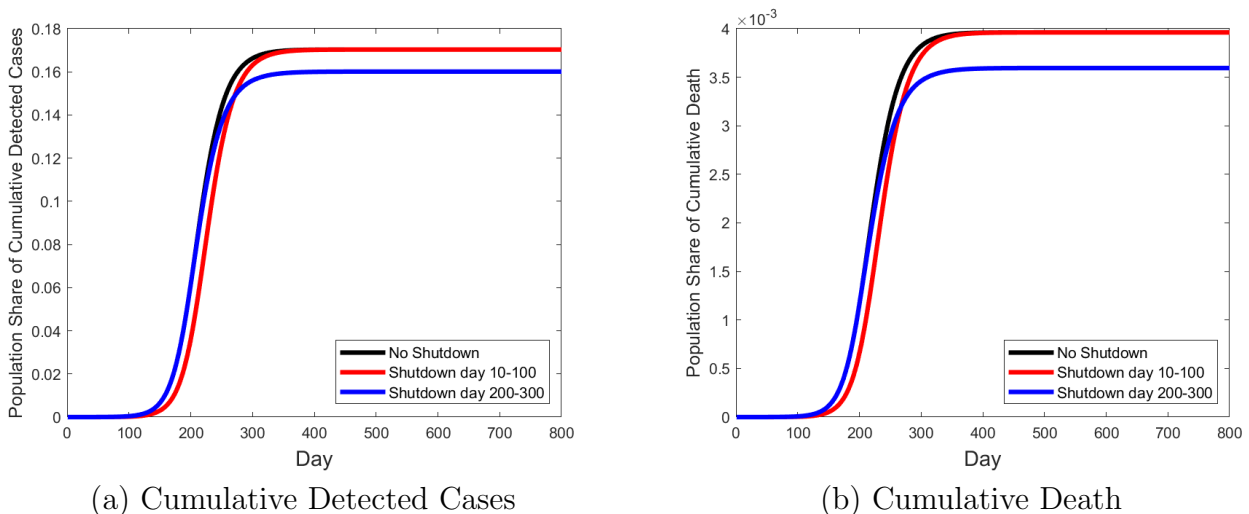 Population Share of Cumulative Detected Cases
0.18
0.16
0.14
0.12
0.1
0.08
0.06
0.04
0.02
0
0 100 200 300 400 500 600 700 800
Day
No Shutdown
Shutdown day 10-100
Shutdown day 200-300
(a) Cumulative Detected Cases
Population Share of Cumulative Death
×10⁻³
4
3.5
3
2.5
2
1.5
1
0.5
0
0 100 200 300 400 500 600 700 800
Day
No Shutdown
Shutdown day 10-100
Shutdown day 200-300
(b) Cumulative Death